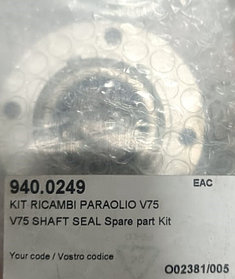 940.0249 EAC
KIT RICAMBI PARAOLIO V75
V75 SHAFT SEAL Spare part Kit
Your code / Vostro codice
O02381/005